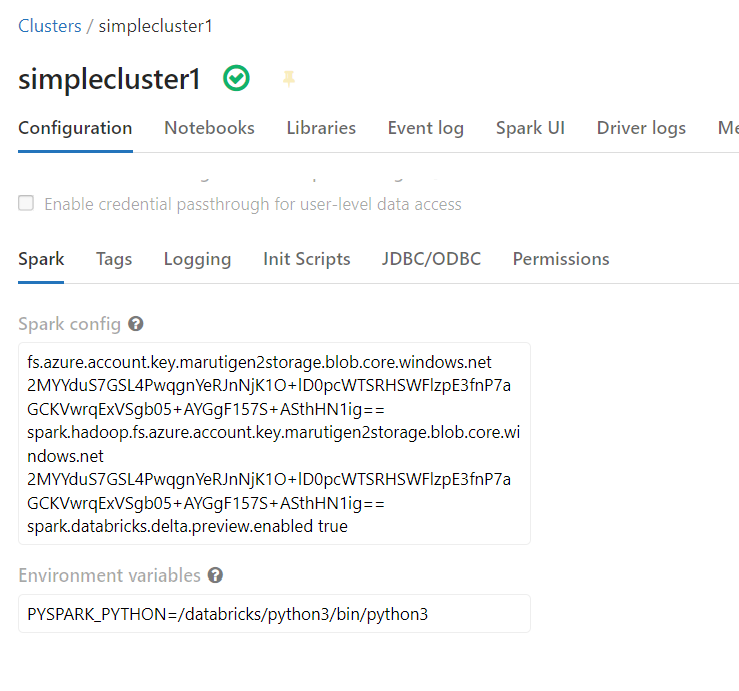 Clusters / simplecluster1
simplecluster1
Configuration Notebooks Libraries Event log Spark UI Driver logs
Enable credential passthrough for user-level data access
Spark Tags Logging Init Scripts JDBC/ODBC Permissions
Spark config
fs.azure.account.key.marutigen2storage.blob.core.windows.net
2MYYduS7GSL4PwqgnYeRJnNjK1O+lD0pcWTSRHSWFlzpE3fnP7a
GCKVwrqExVSgb05+AYGgF157S+ASthHN1ig==
spark.hadoop.fs.azure.account.key.marutigen2storage.blob.core.wi
ndows.net
2MYYduS7GSL4PwqgnYeRJnNjK1O+lD0pcWTSRHSWFlzpE3fnP7a
GCKVwrqExVSgb05+AYGgF157S+ASthHN1ig==
spark.databricks.delta.preview.enabled true
Environment variables
PYSPARK_PYTHON=/databricks/python3/bin/python3